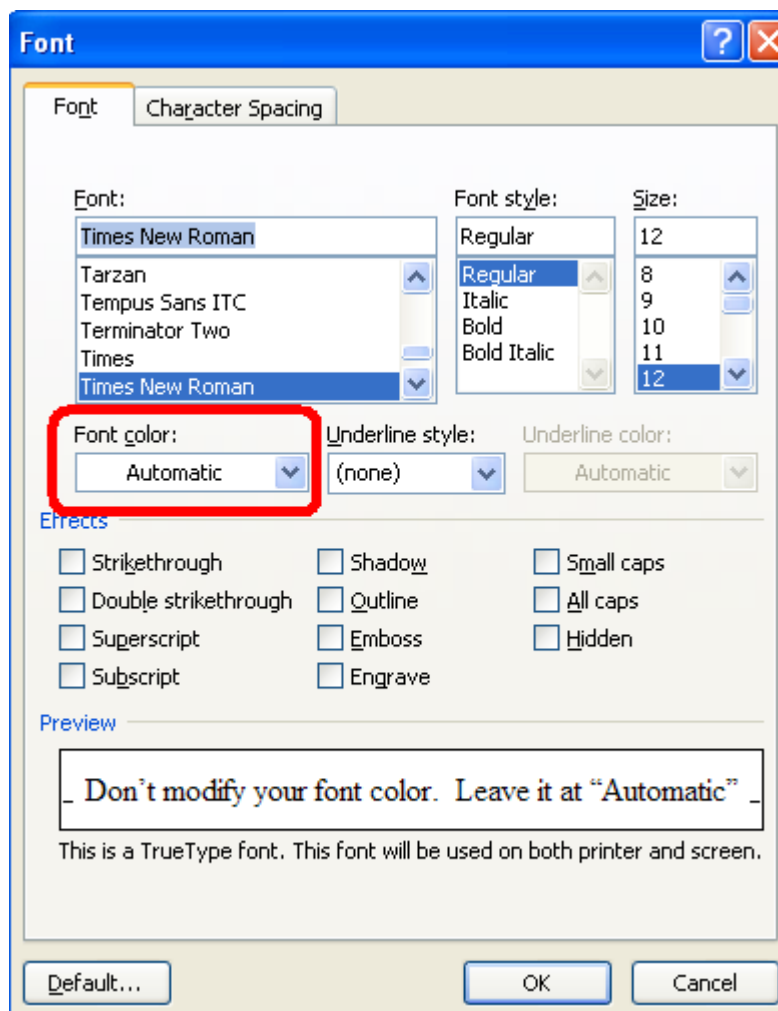 Font
Font Character Spacing
Font: Font style: Size:
Times New Roman Regular 12
Tarzan Regular 8
Tempus Sans ITC Italic 9
Terminator Two Bold 10
Times Bold Italic 11
Times New Roman 12
Font color: Underline style: Underline color:
Automatic (none) Automatic
Effects
Strikethrough Shadow Small caps
Double strikethrough Outline All caps
Superscript Emboss Hidden
Subscript Engrave
Preview
Don’t modify your font color. Leave it at “Automatic”
This is a TrueType font. This font will be used on both printer and screen.
Default... OK Cancel